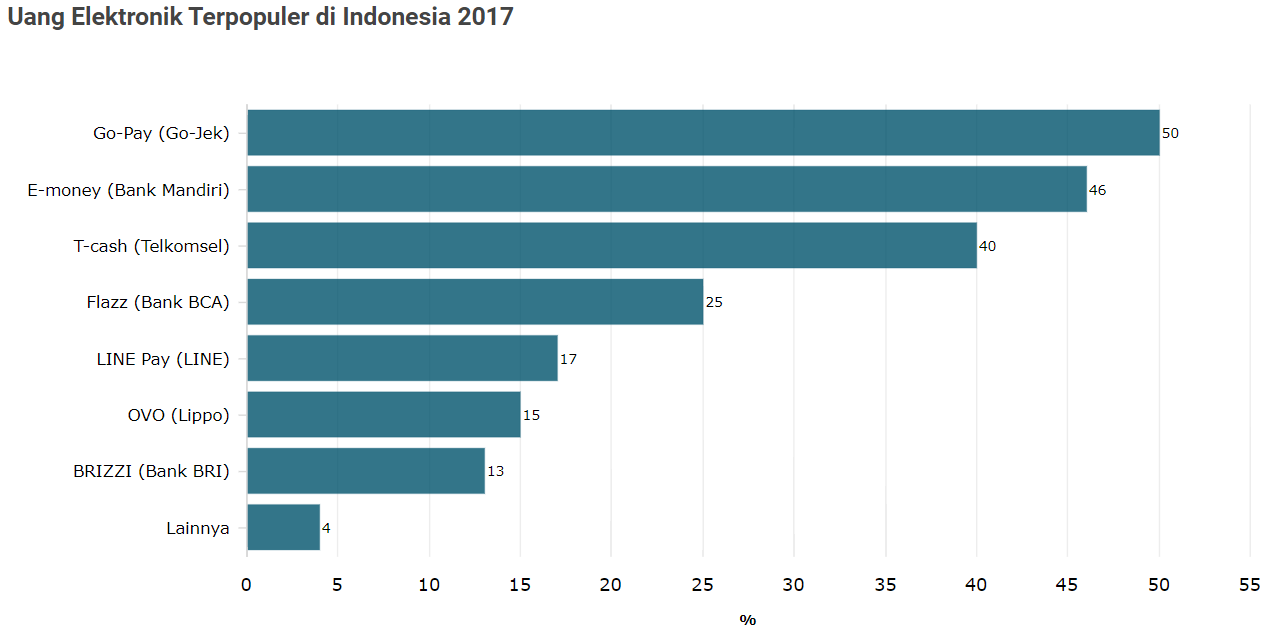 Uang Elektronik Terpopuler di Indonesia 2017
Go-Pay (Go-Jek) 50
E-money (Bank Mandiri) 46
T-cash (Telkomsel) 40
Flazz (Bank BCA) 25
LINE Pay (LINE) 17
OVO (Lippo) 15
BRIZZI (Bank BRI) 13
Lainnya 4
0 5 10 15 20 25 30 35 40 45 50 55
%